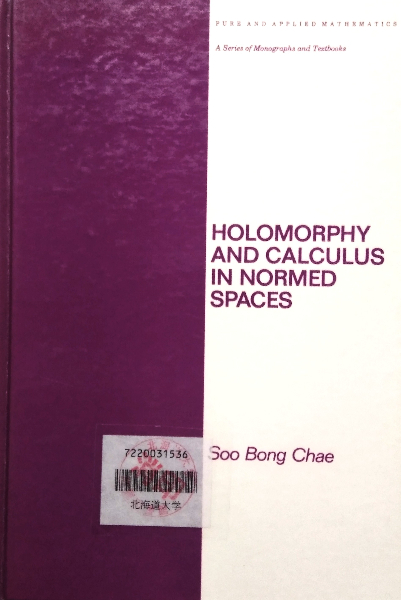 PURE AND APPLIED MATHEMATICS
A Series of Monographs and Textbooks
HOLOMORPHY
AND CALCULUS
IN NORMED
SPACES
Soo Bong Chae
7220031536
北海道大学